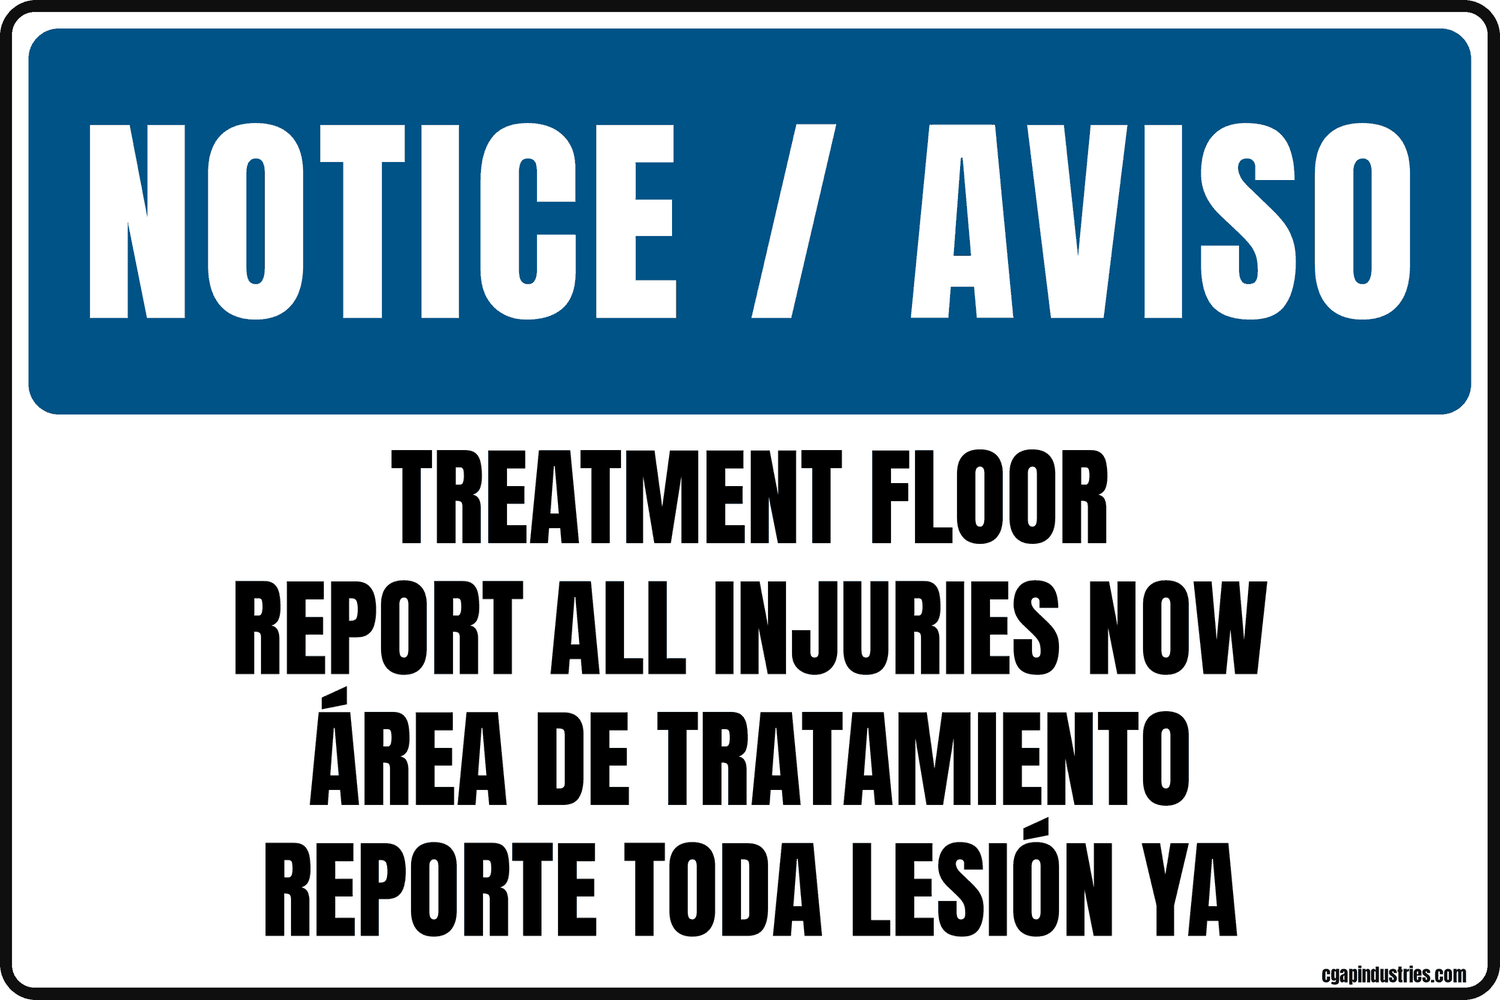 NOTICE / AVISO
TREATMENT FLOOR
REPORT ALL INJURIES NOW
ÁREA DE TRATAMIENTO
REPORTE TODA LESIÓN YA
cgapindustries.com